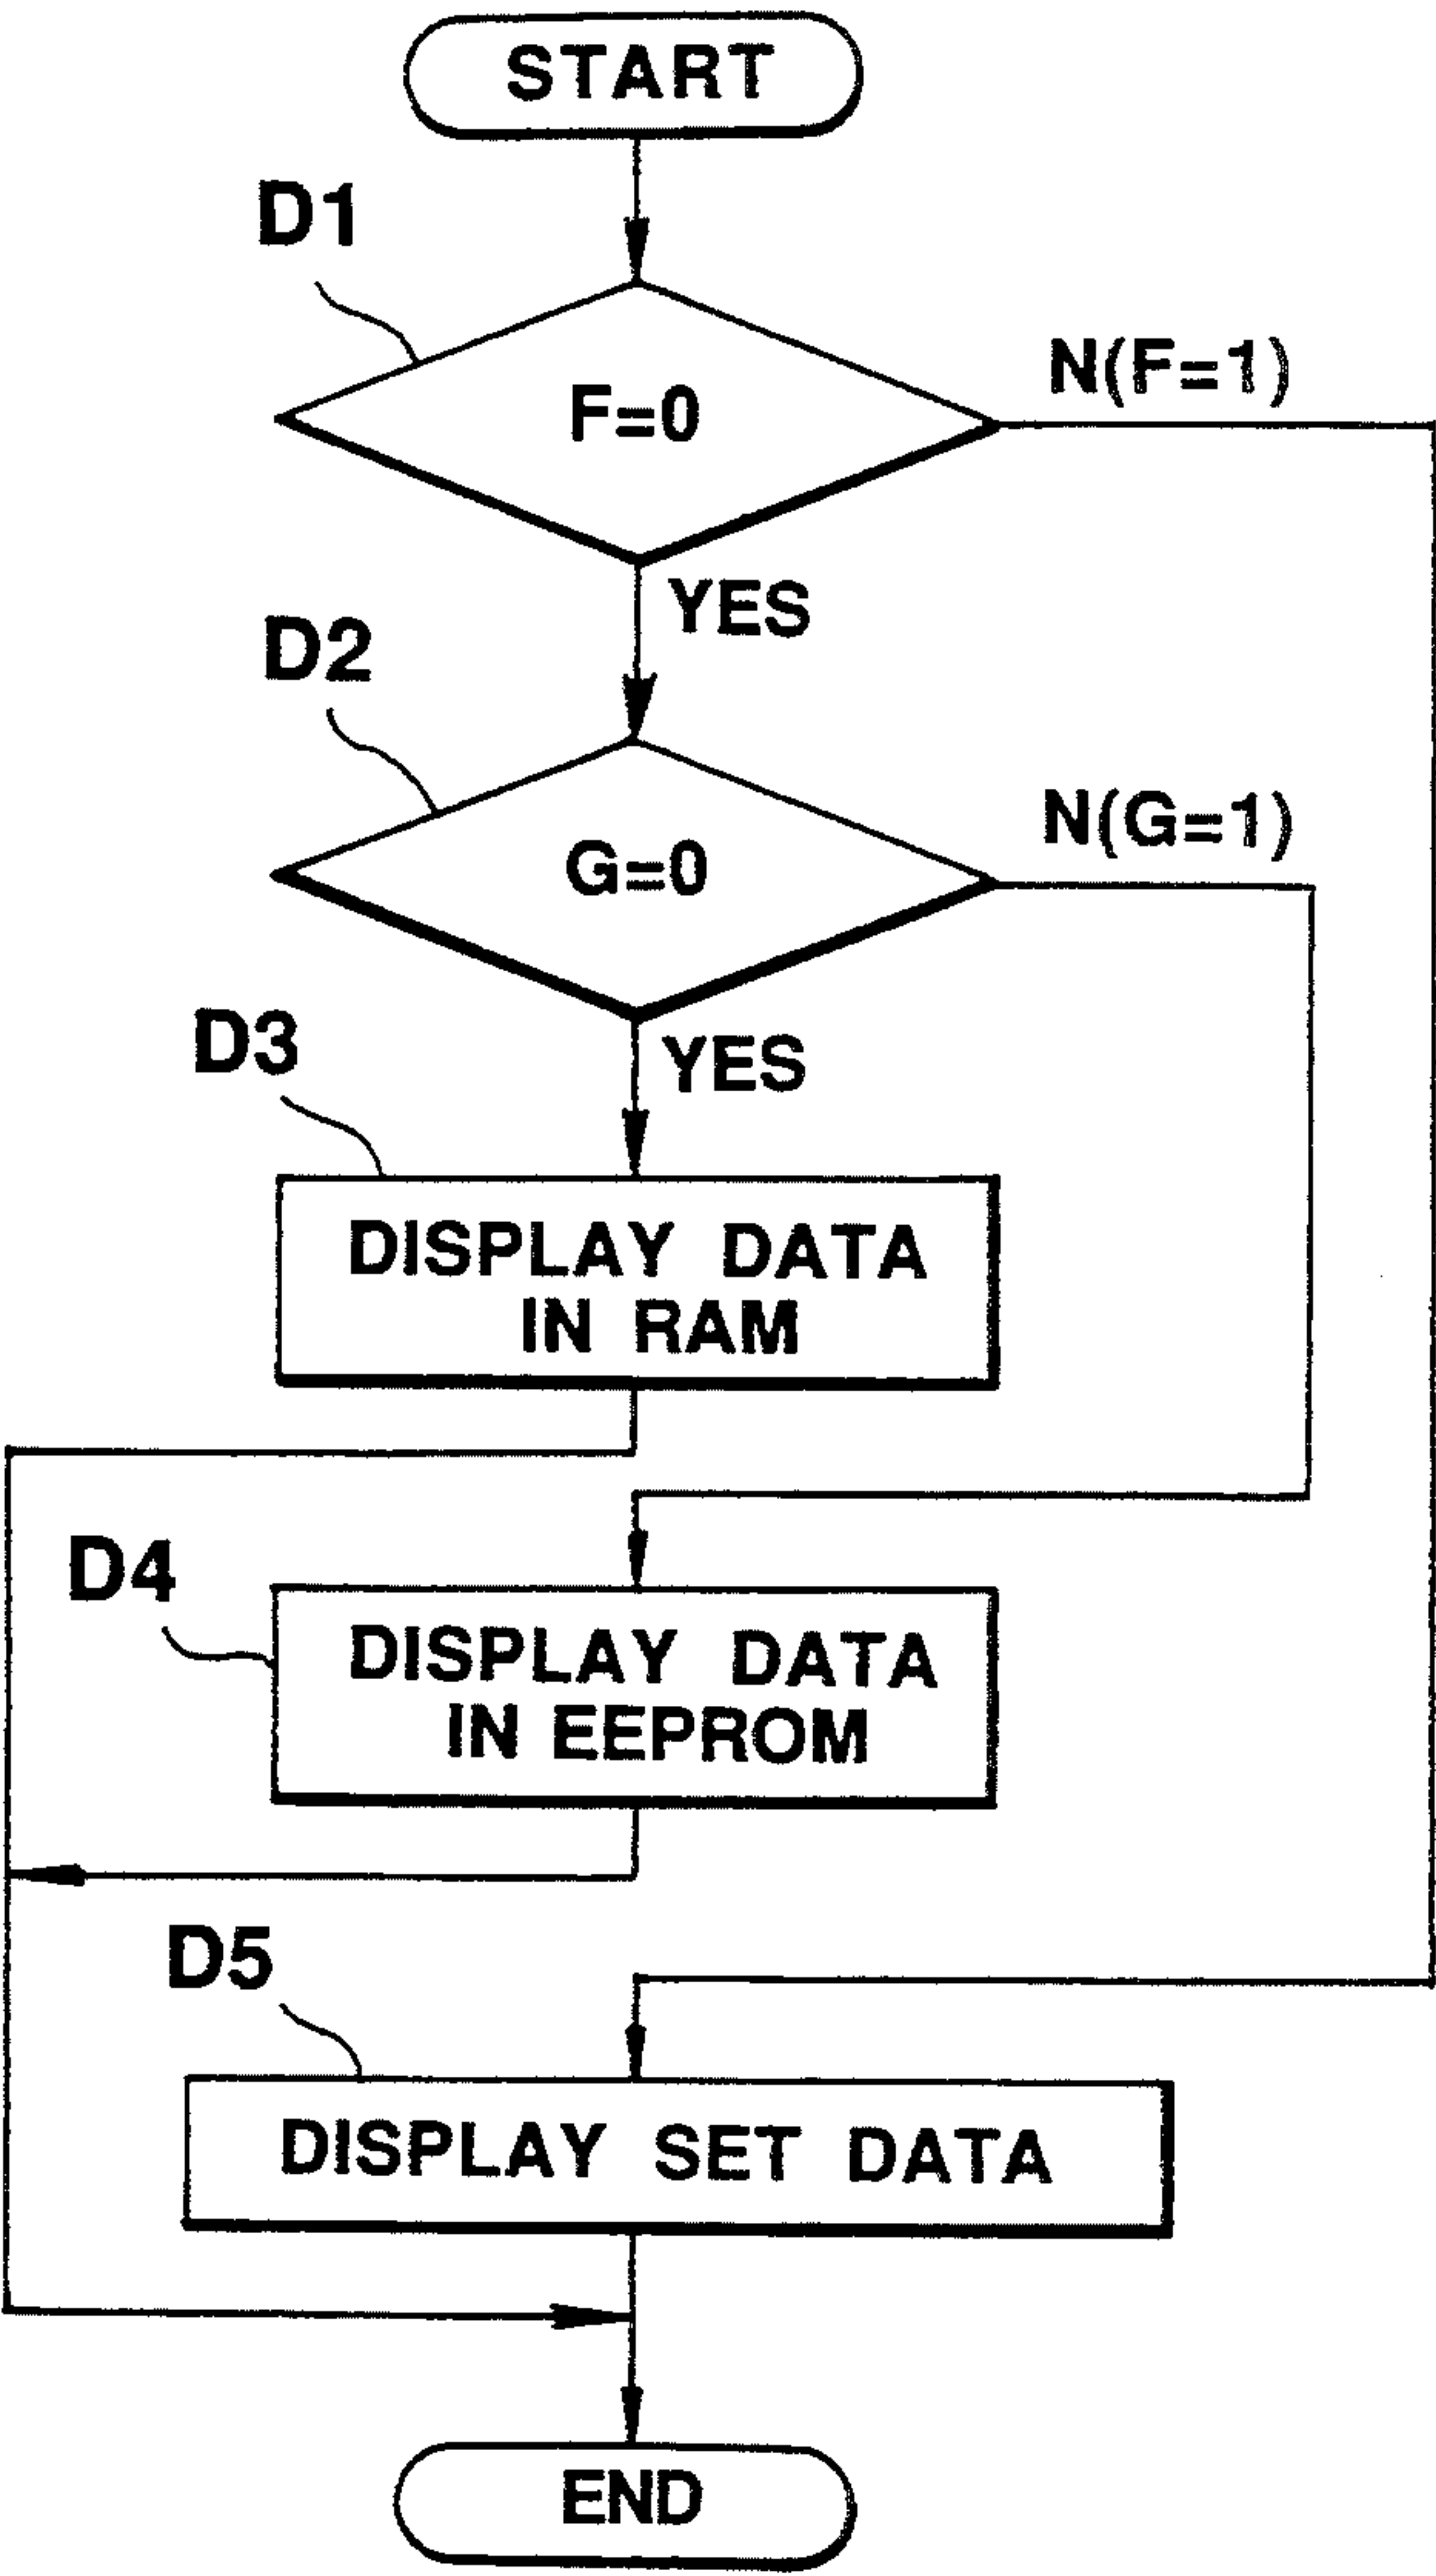 START
D1
F=0
N(F=1)
YES
D2
G=0
N(G=1)
YES
D3
DISPLAY DATA
IN RAM
D4
DISPLAY DATA
IN EEPROM
D5
DISPLAY SET DATA
END